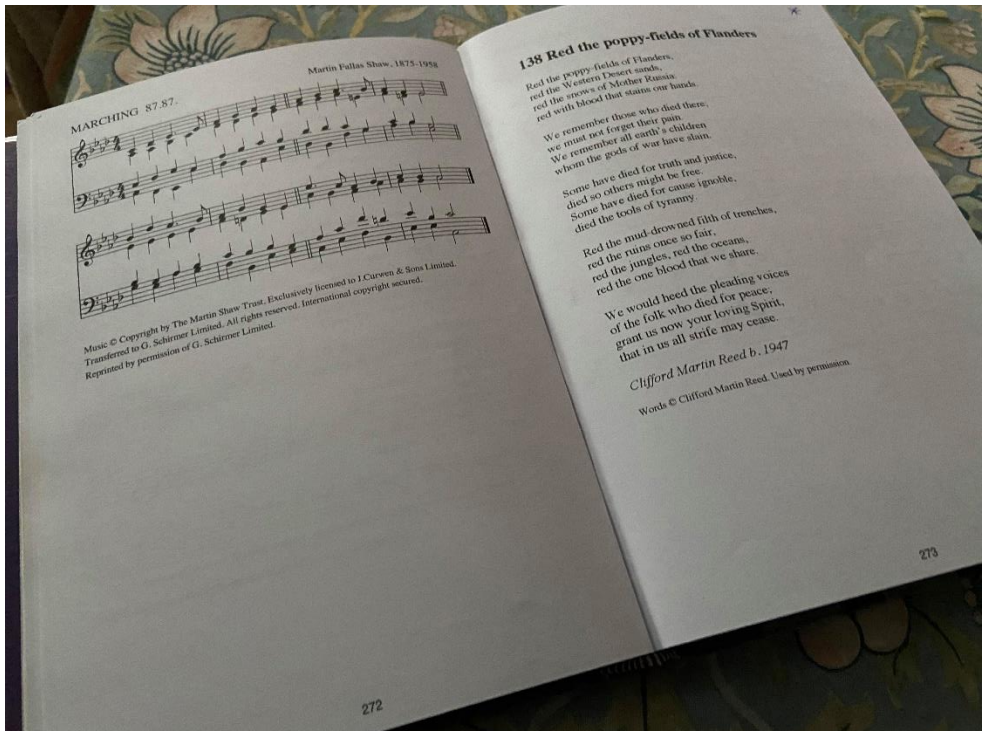 MARCHING 87.87.
Martin Fallas Shaw, 1875-1958
Music © Copyright by The Martin Shaw Trust, Exclusively licensed to J.Curwen & Sons Limited.
Transferred to G. Schirmer Limited. All rights reserved. International copyright secured.
Reprinted by permission of G. Schirmer Limited.
272
138 Red the poppy-fields of Flanders
Red the poppy-fields of Flanders,
red the Western Desert sands,
red the snows of Mother Russia:
red with blood that stains our hands.
We remember those who died there;
we must not forget their pain.
We remember all earth's children
whom the gods of war have slain.
Some have died for truth and justice,
died so others might be free.
Some have died for cause ignoble,
died the tools of tyranny.
Red the mud-drowned filth of trenches,
red the ruins once so fair,
red the jungles, red the oceans,
red the one blood that we share.
We would heed the pleading voices
of the folk who died for peace;
grant us now your loving Spirit,
that in us all strife may cease.
Clifford Martin Reed b. 1947
Words © Clifford Martin Reed. Used by permission.
273